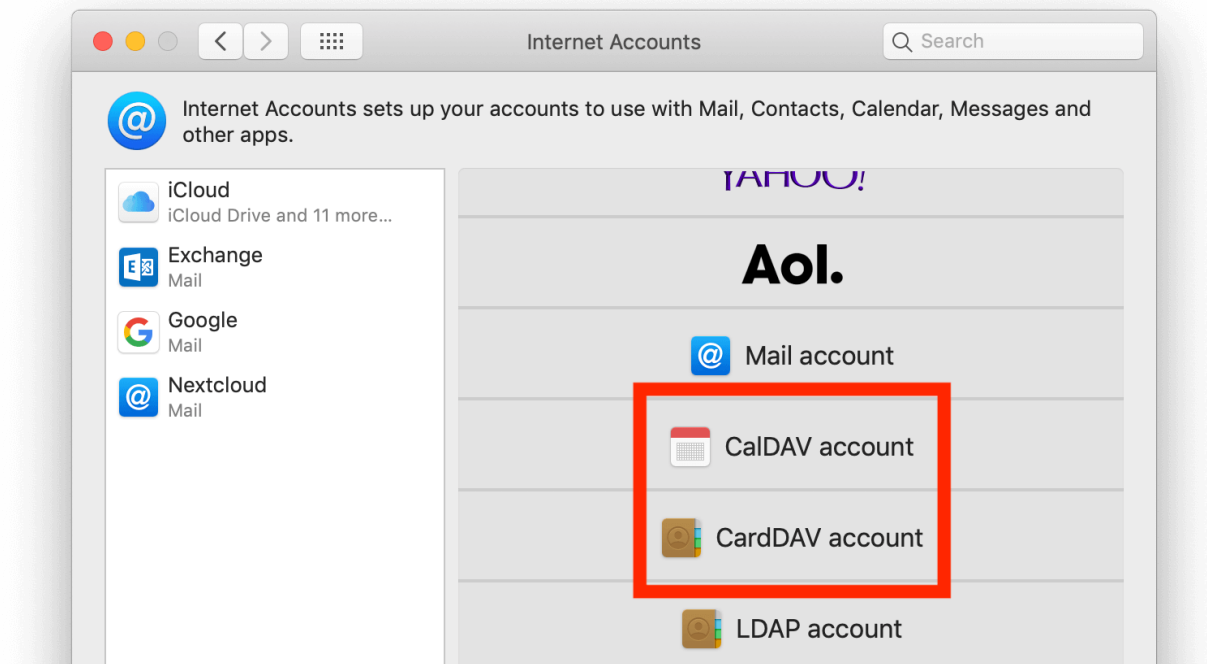 Internet Accounts
Search
Internet Accounts sets up your accounts to use with Mail, Contacts, Calendar, Messages and
other apps.
iCloud
iCloud Drive and 11 more...
Exchange
Mail
Google
Mail
Nextcloud
Mail
YAHOO!
Aol.
Mail account
CalDAV account
CardDAV account
LDAP account